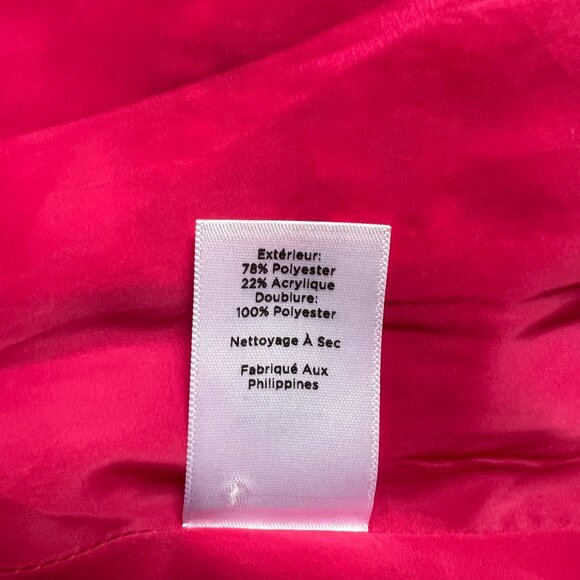 Extérieur:
78% Polyester
22% Acrylique
Doublure:
100% Polyester
Nettoyage À Sec
Fabriqué Aux
Philippines